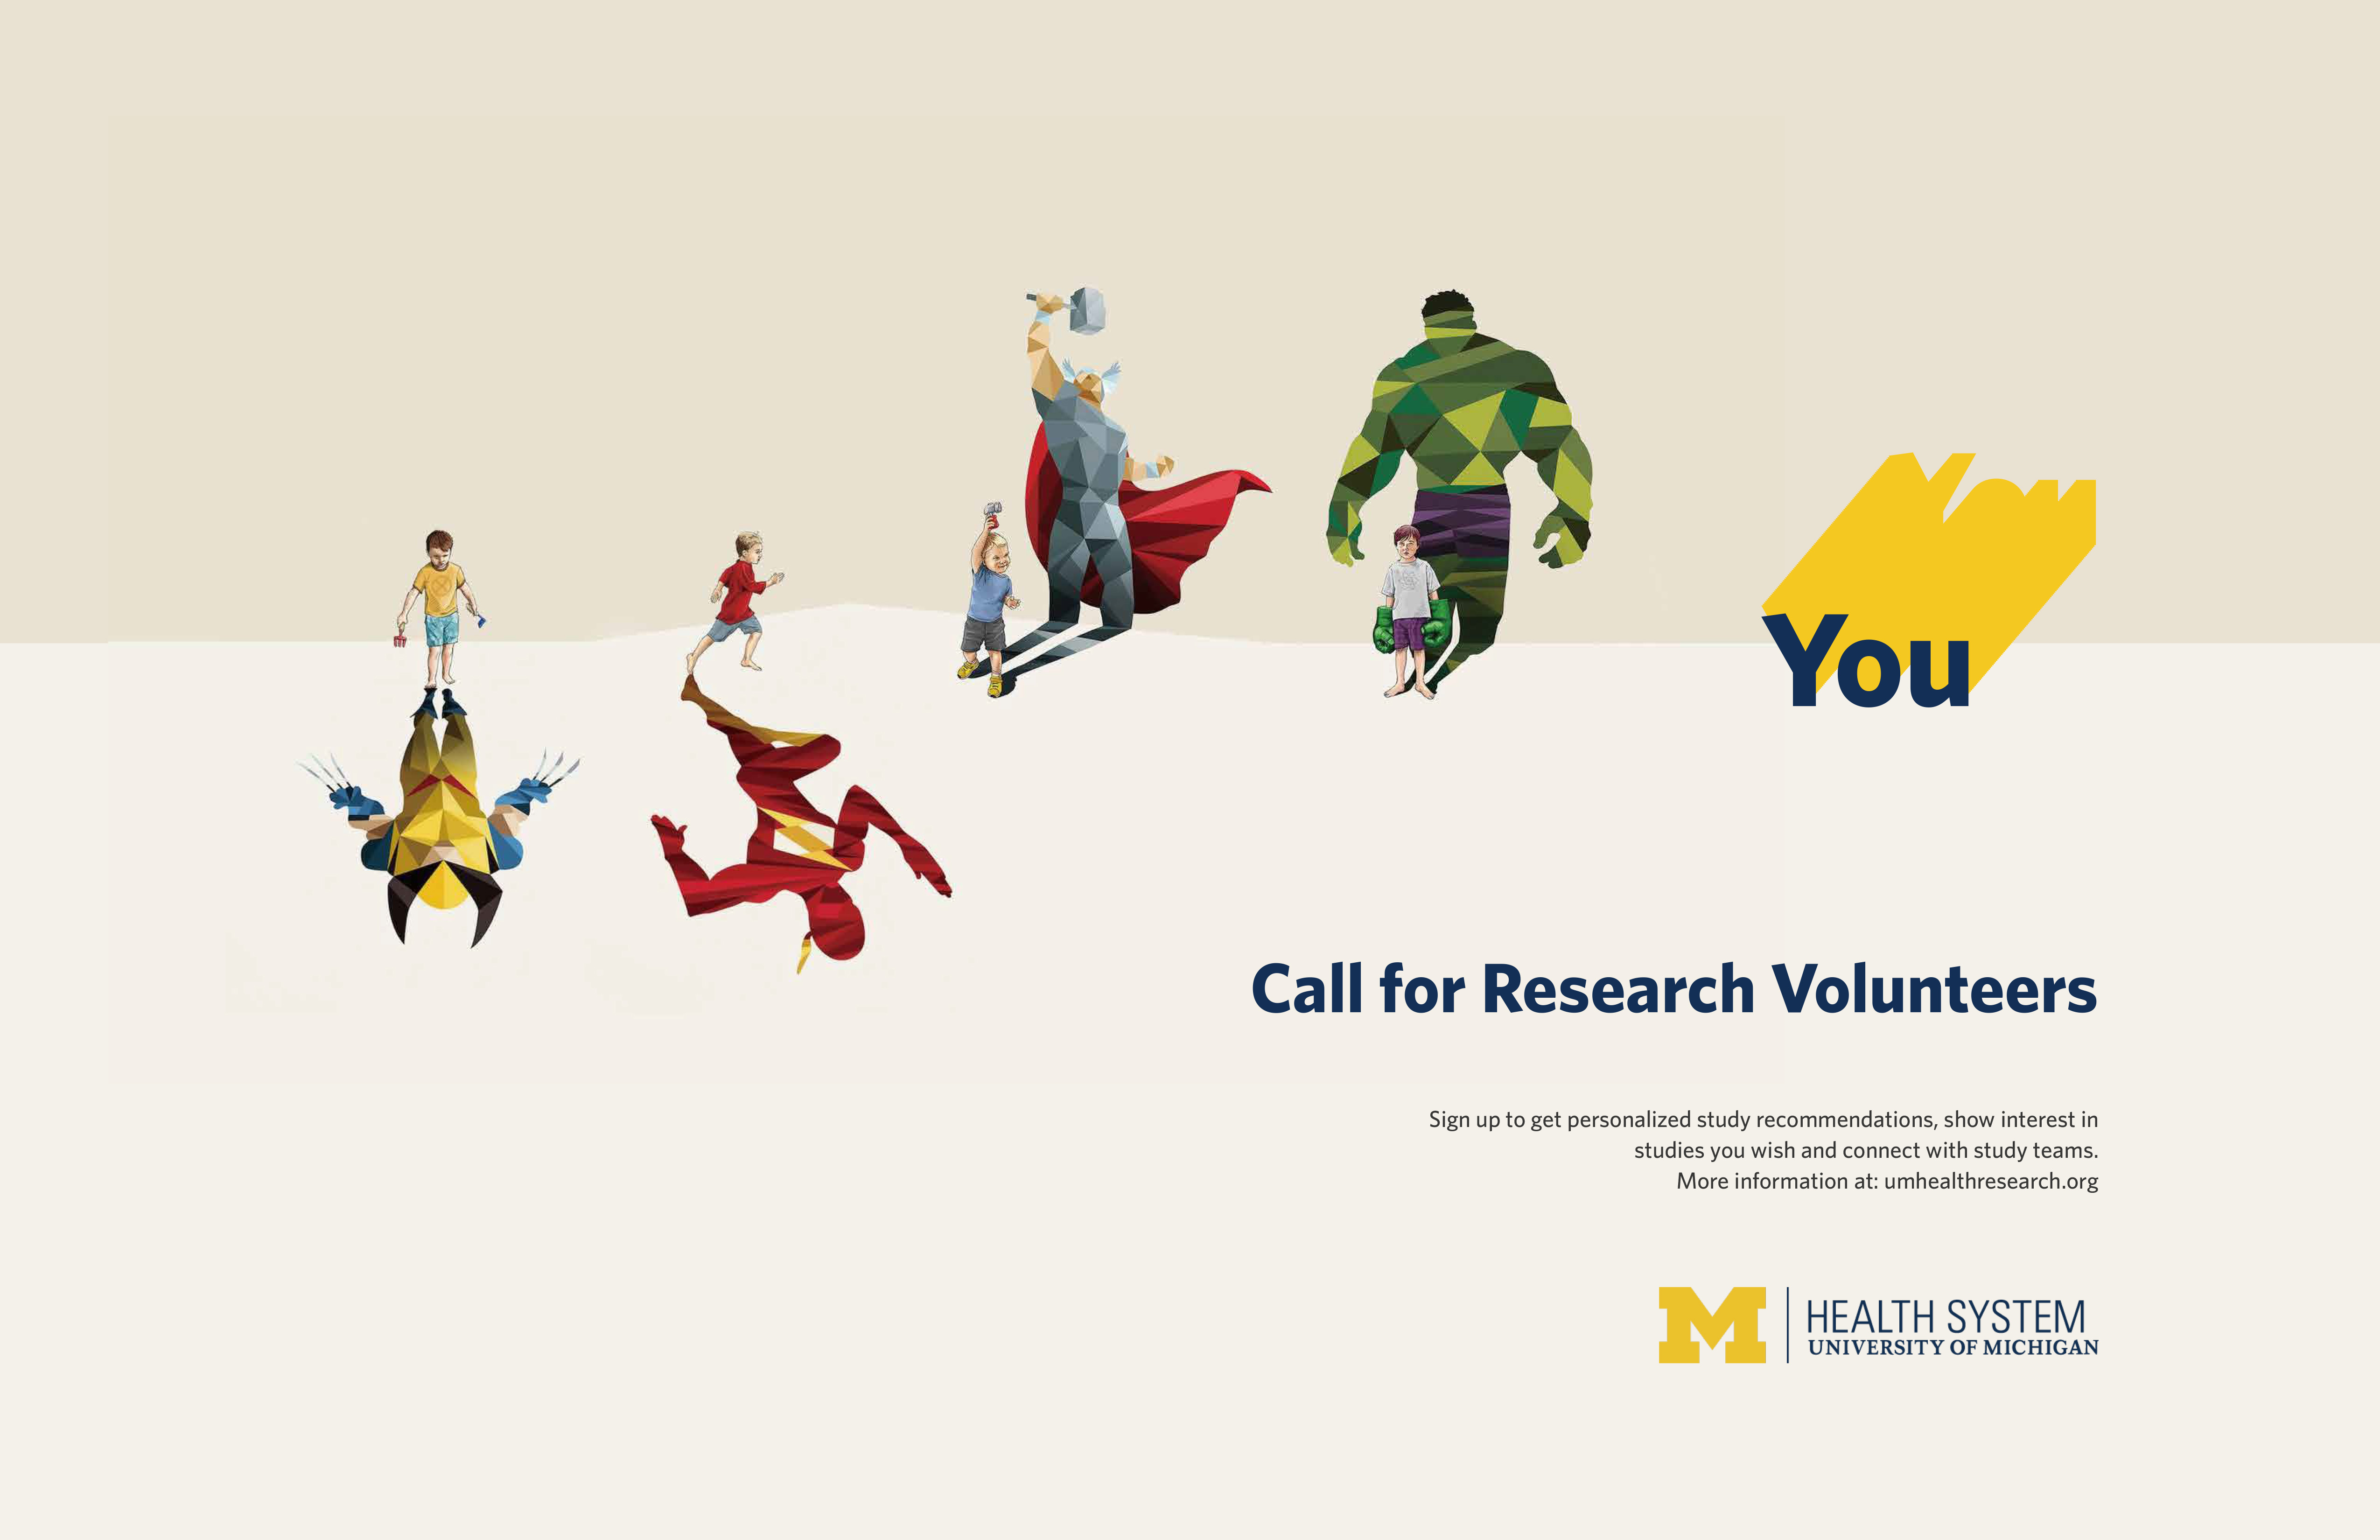 You
Call for Research Volunteers
Sign up to get personalized study recommendations, show interest in
studies you wish and connect with study teams.
More information at: umhealthresearch.org
M
HEALTH SYSTEM
UNIVERSITY OF MICHIGAN